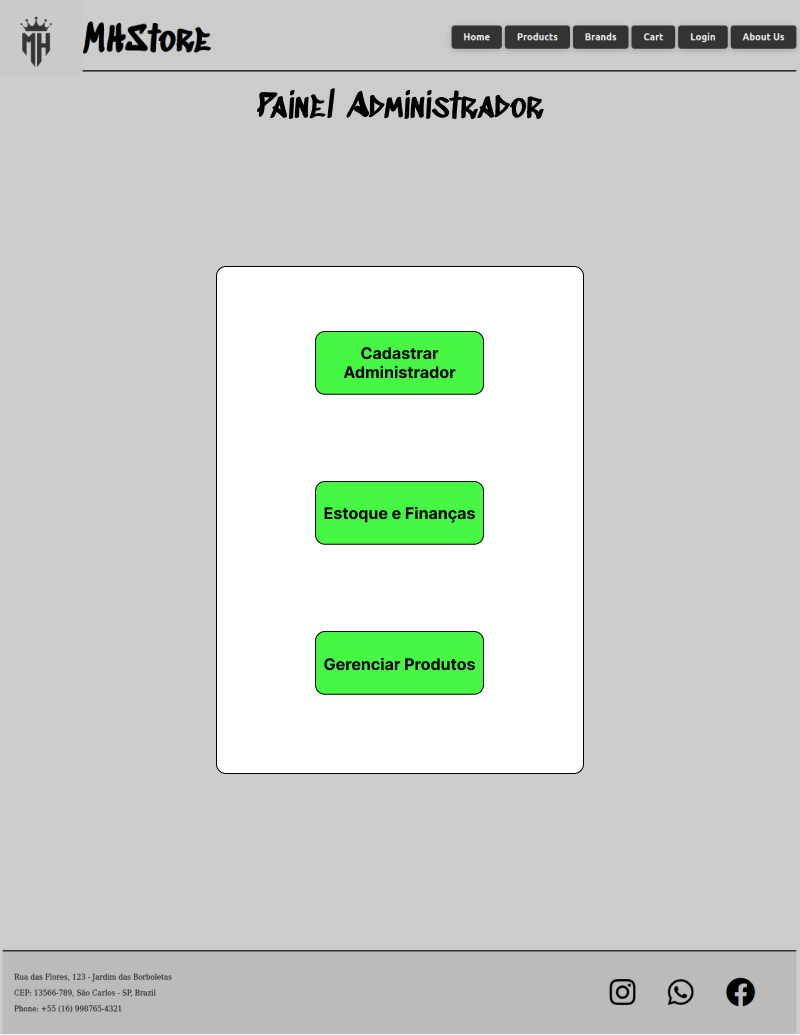 MH
MHStore
Home
Products
Brands
Cart
Login
About Us
Painel Administrador
Cadastrar
Administrador
Estoque e Finanças
Gerenciar Produtos
Rua das Flores, 123 - Jardim das Borboletas
CEP: 13566-789, São Carlos - SP, Brazil
Phone: +55 (16) 998765-4321